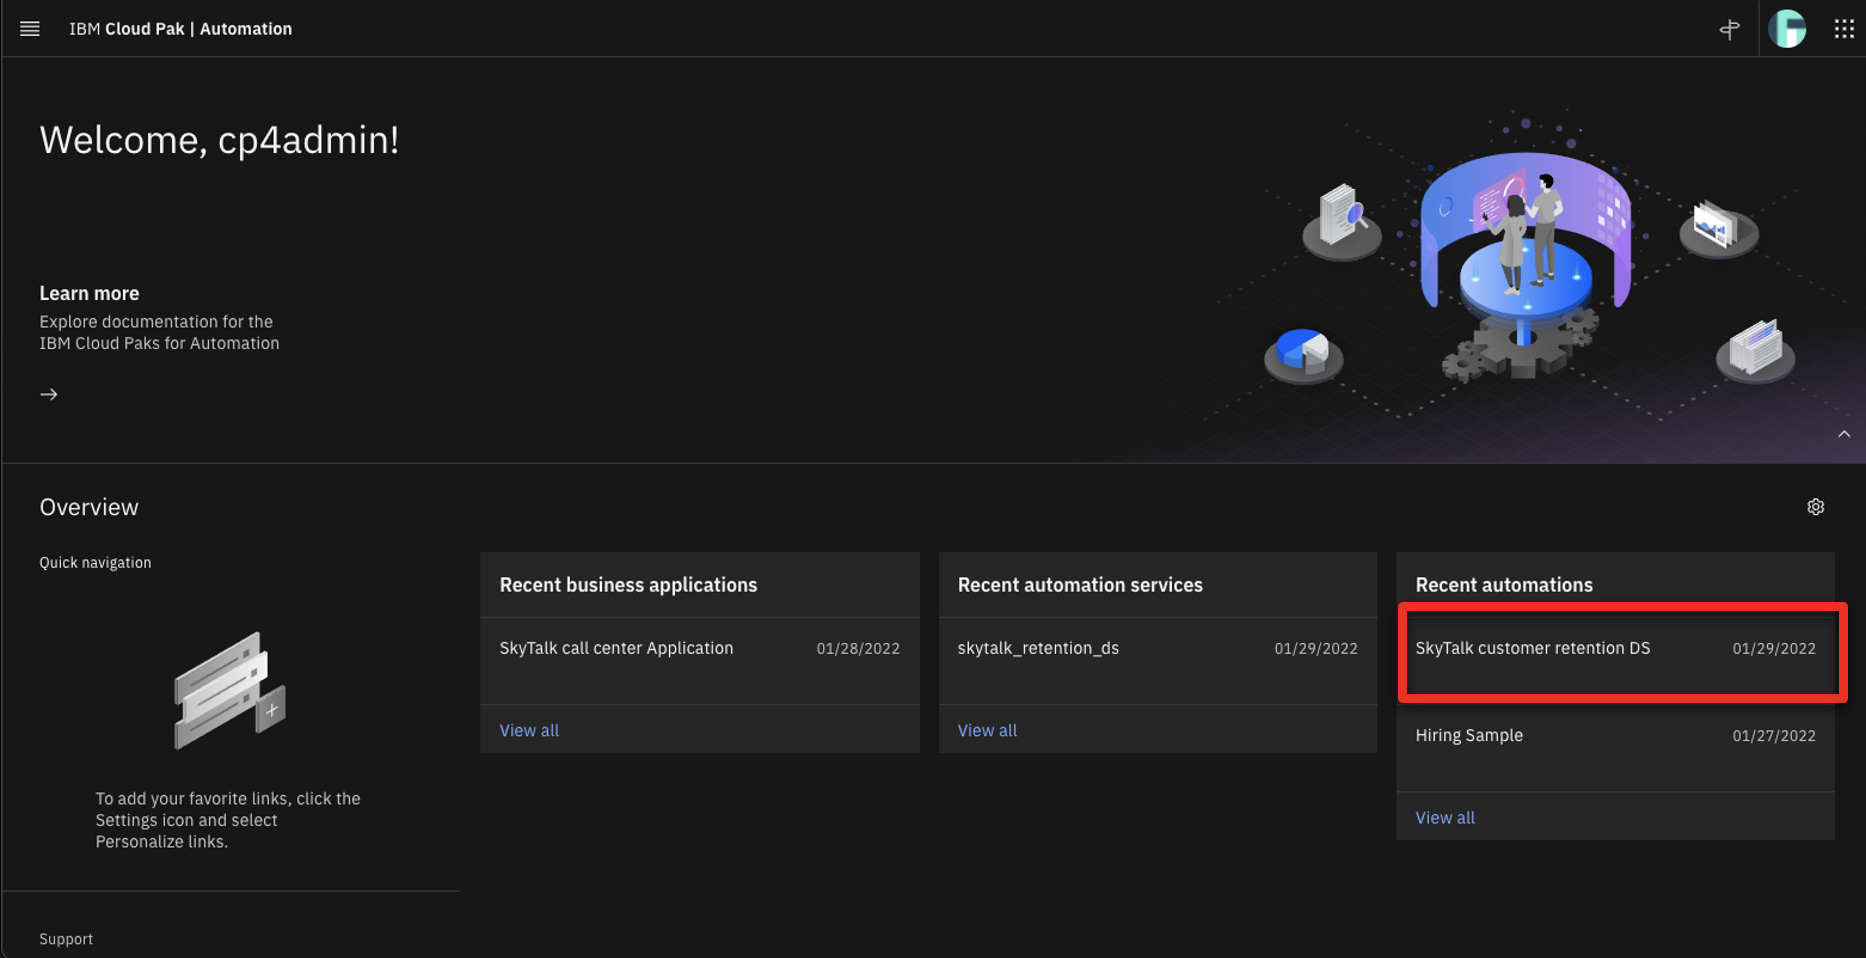 IBM Cloud Pak | Automation
Welcome, cp4admin!
Learn more
Explore documentation for the
IBM Cloud Paks for Automation
Overview
Quick navigation
To add your favorite links, click the
Settings icon and select
Personalize links.
Support
Recent business applications
SkyTalk call center Application 01/28/2022
View all
Recent automation services
skytalk_retention_ds 01/29/2022
View all
Recent automations
SkyTalk customer retention DS 01/29/2022
Hiring Sample 01/27/2022
View all